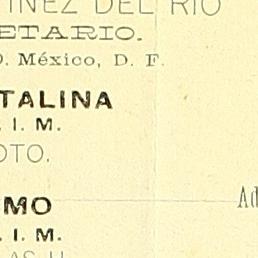 TINEZ DEL RIO
ETARIO.
D. México, D. F.
TALINA
. I. M.
OTO.
MO
Ad
. I. M.